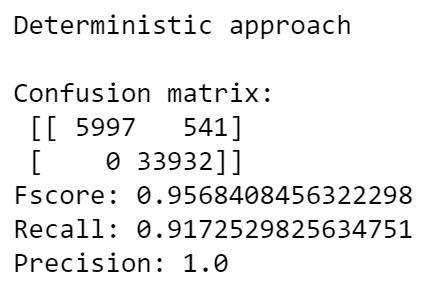 Deterministic approach
Confusion matrix:
[[ 5997   541]
[    0 33932]]
Fscore: 0.9568408456322298
Recall: 0.9172529825634751
Precision: 1.0